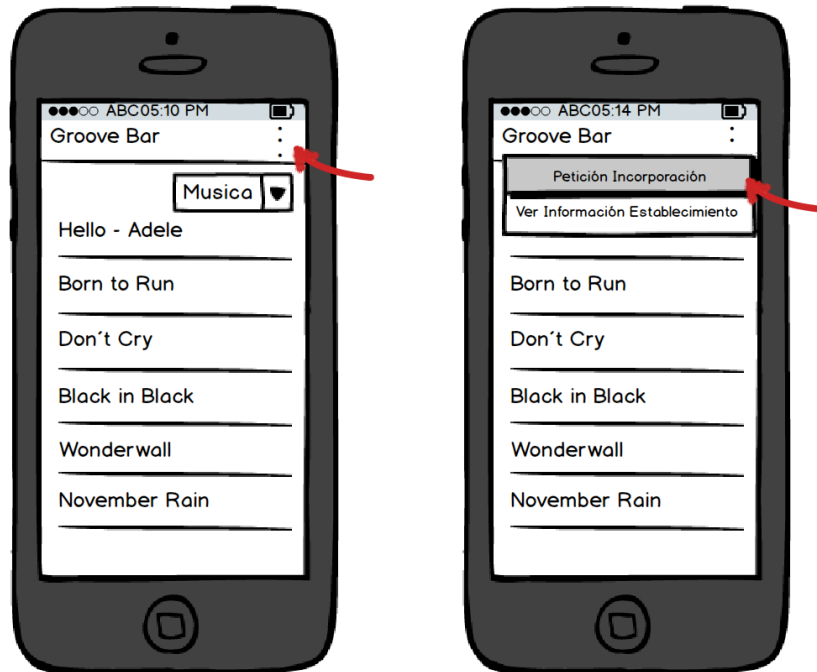 ABC05:10 PM
Groove Bar
Musica
Hello - Adele
Born to Run
Don´t Cry
Black in Black
Wonderwall
November Rain
ABC05:14 PM
Groove Bar
Petición Incorporación
Ver Información Establecimiento
Born to Run
Don´t Cry
Black in Black
Wonderwall
November Rain